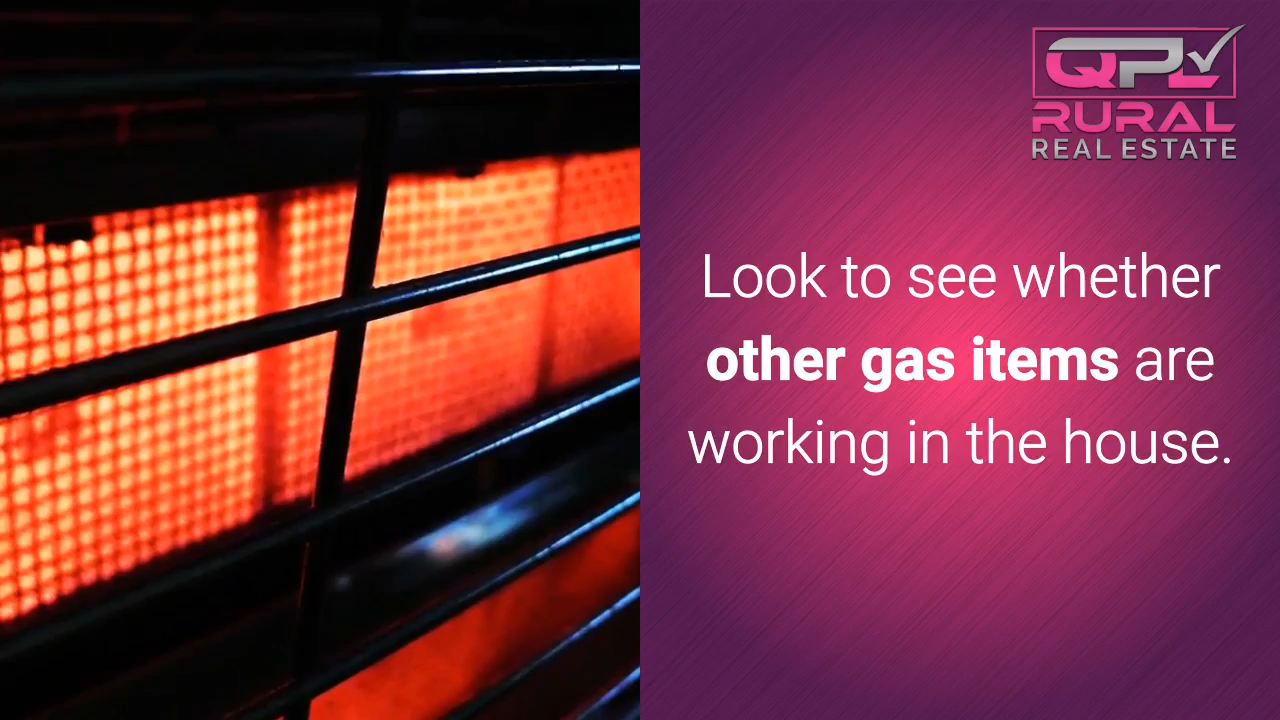 QPL
RURAL
REAL ESTATE
Look to see whether
other gas items are
working in the house.